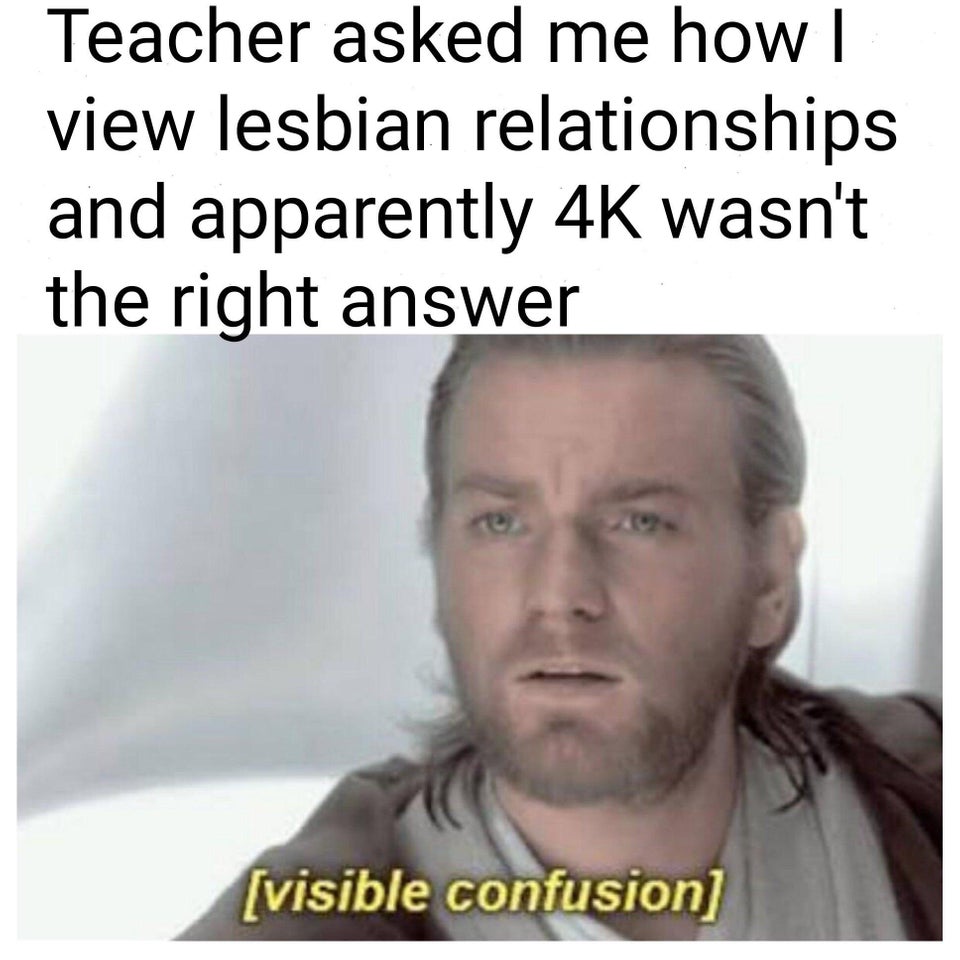 Teacher asked me how I
view lesbian relationships
and apparently 4K wasn't
the right answer
[visible confusion]